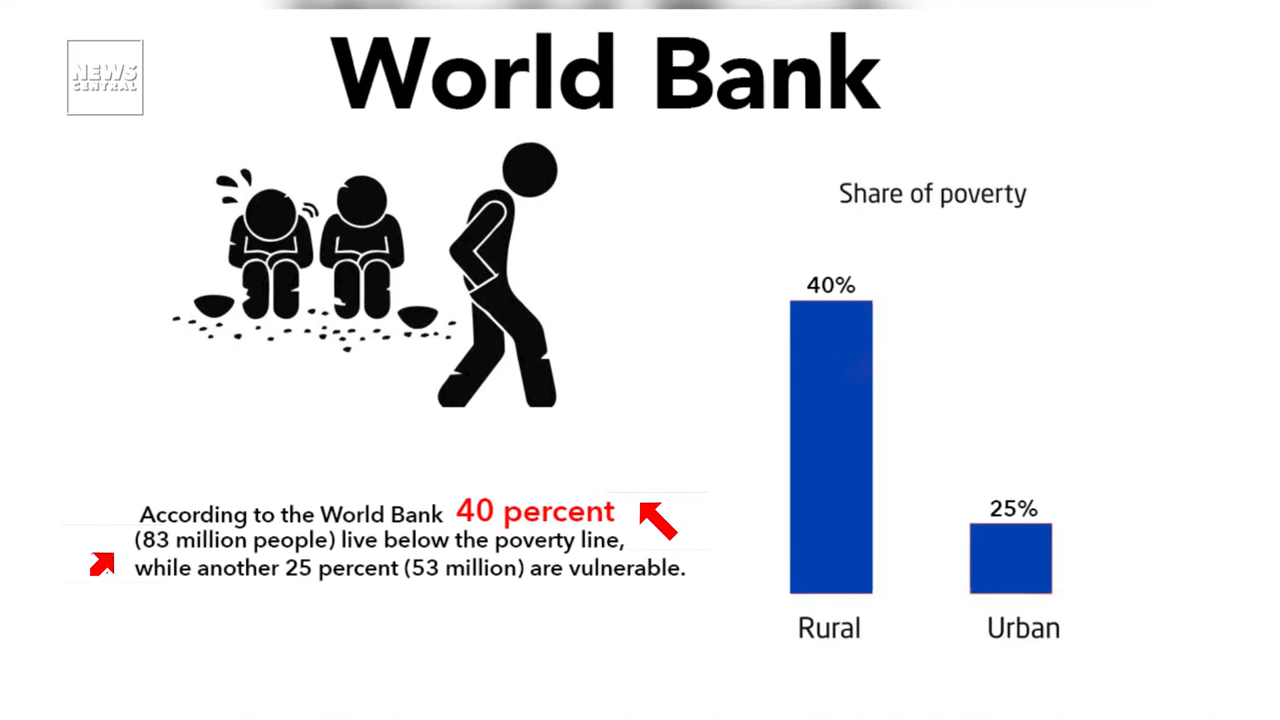 NEWS
CENTRAL
World Bank
Share of poverty
40%
25%
Rural
Urban
According to the World Bank 40 percent
(83 million people) live below the poverty line,
while another 25 percent (53 million) are vulnerable.